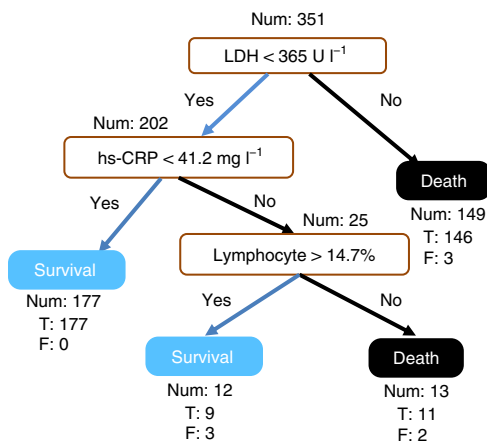 Num: 351
LDH < 365 U l⁻¹
Yes
No
Num: 202
hs-CRP < 41.2 mg l⁻¹
Death
Num: 149
T: 146
F: 3
Yes
No
Num: 25
Lymphocyte > 14.7%
Survival
Num: 177
T: 177
F: 0
Yes
No
Survival
Num: 12
T: 9
F: 3
Death
Num: 13
T: 11
F: 2